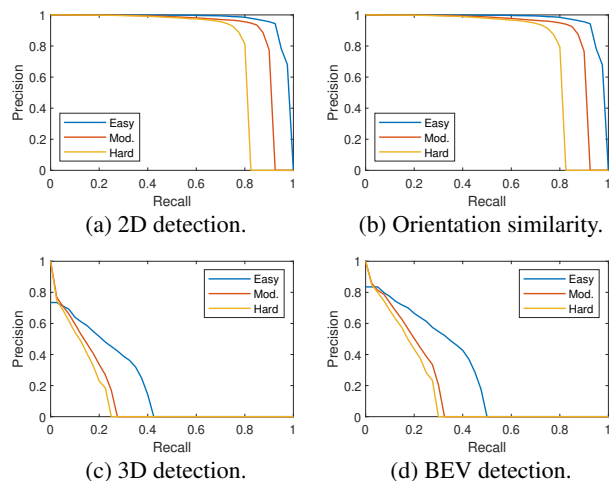 1
0.8
0.6
0.4
0.2
0
Precision
Easy
Mod.
Hard
0 0.2 0.4 0.6 0.8 1
Recall
(a) 2D detection.
1
0.8
0.6
0.4
0.2
0
Precision
Easy
Mod.
Hard
0 0.2 0.4 0.6 0.8 1
Recall
(b) Orientation similarity.
1
0.8
0.6
0.4
0.2
0
Precision
Easy
Mod.
Hard
0 0.2 0.4 0.6 0.8 1
Recall
(c) 3D detection.
1
0.8
0.6
0.4
0.2
0
Precision
Easy
Mod.
Hard
0 0.2 0.4 0.6 0.8 1
Recall
(d) BEV detection.